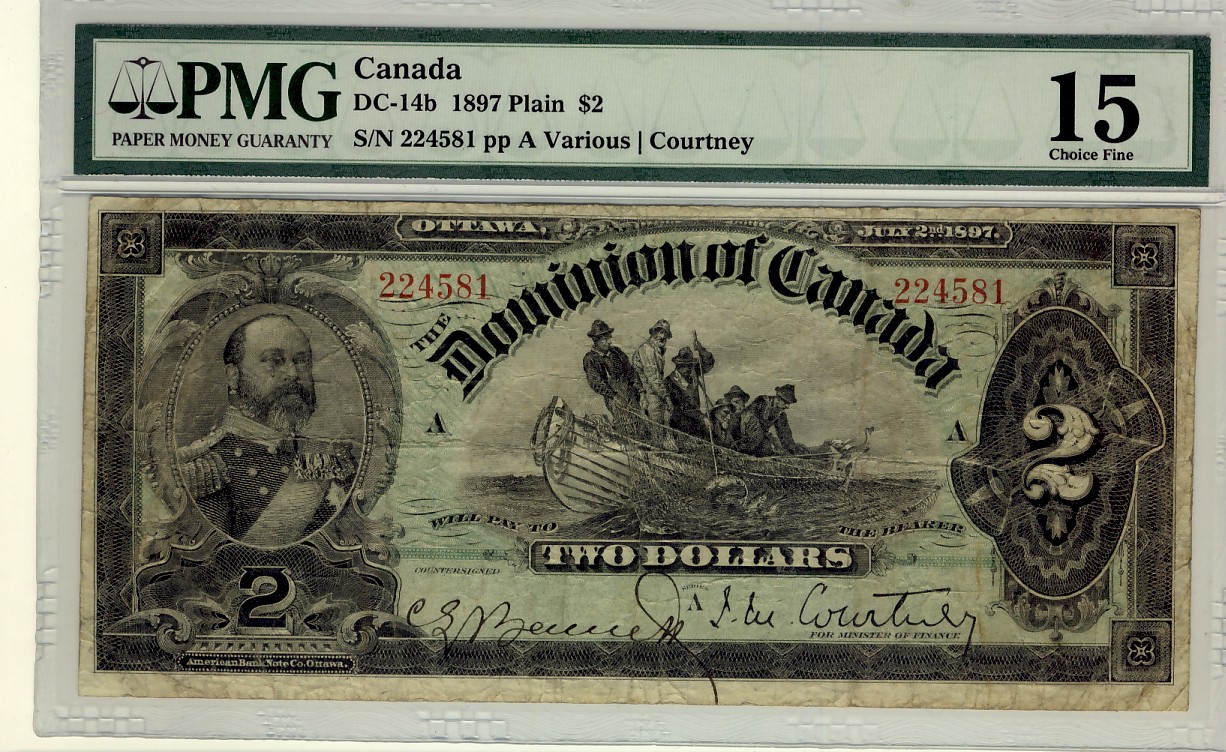 PMG
PAPER MONEY GUARANTY
Canada
DC-14b 1897 Plain $2
S/N 224581 pp A Various | Courtney
15
Choice Fine
OTTAWA, JULY 2nd 1897.
224581 224581
THE Dominion of Canada
A A
2
WILL PAY TO THE BEARER
TWO DOLLARS
COUNTERSIGNED
2
SERIES
A
J. M. Courtney
FOR MINISTER OF FINANCE
American Bank Note Co. Ottawa.